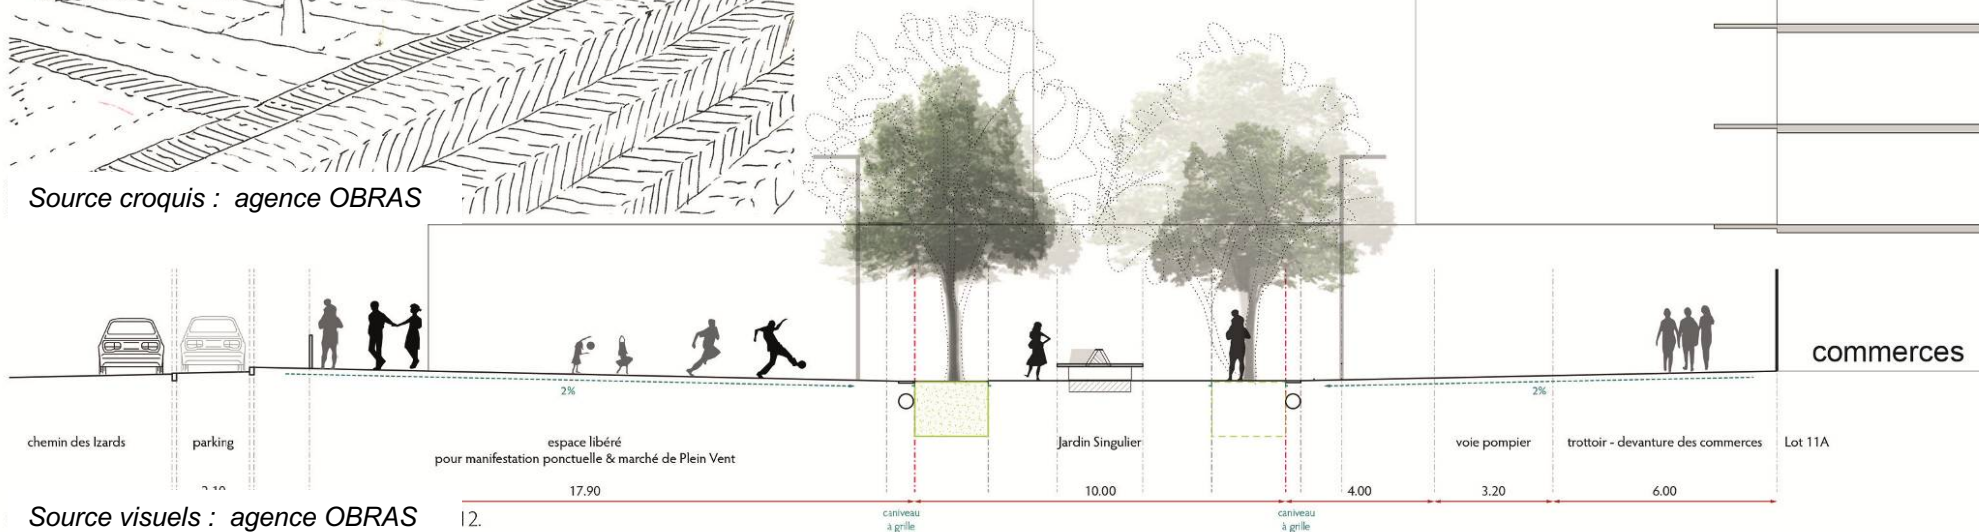 Source croquis : agence OBRAS
commerces
2%
2%
chemin des Izards
parking
espace libéré
pour manifestation ponctuelle & marché de Plein Vent
Jardin Singulier
voie pompier
trottoir - devanture des commerces
Lot 11A
17.90
10.00
4.00
3.20
6.00
caniveau
à grille
caniveau
à grille
Source visuels : agence OBRAS